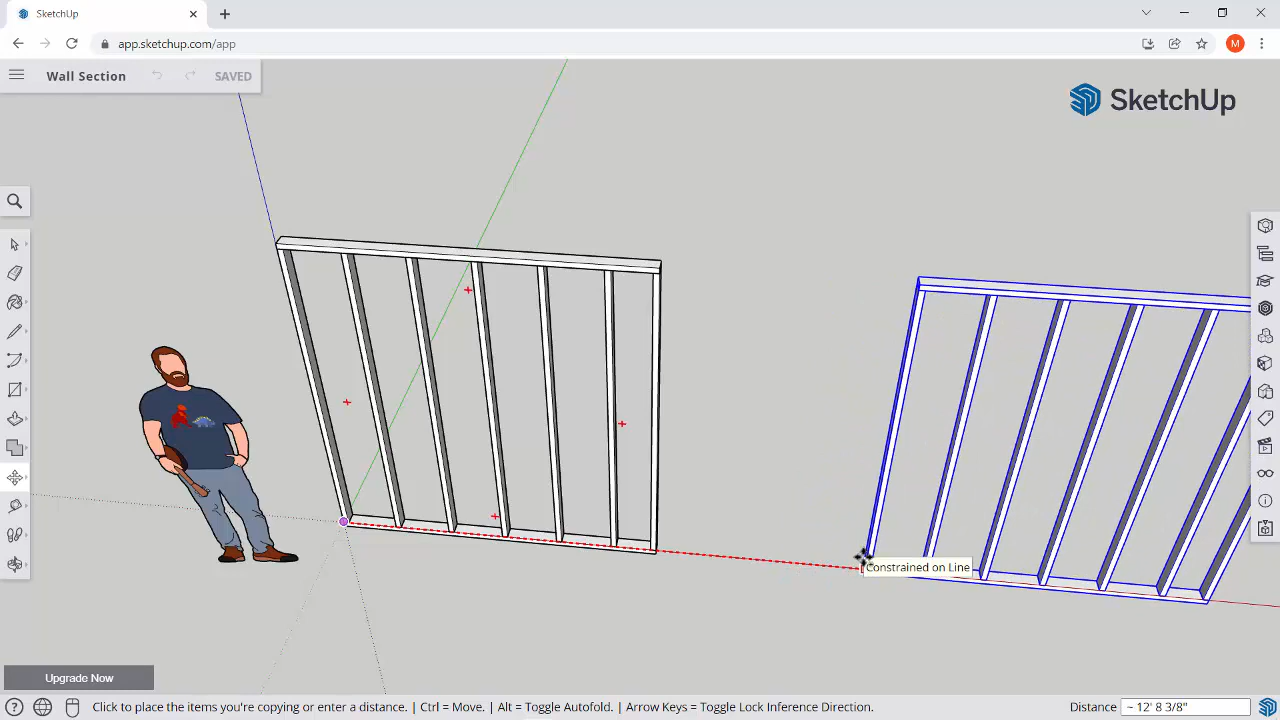 SketchUp
app.sketchup.com/app
M
Wall Section
SAVED
SketchUp
Constrained on Line
Upgrade Now
Click to place the items you're copying or enter a distance. | Ctrl = Move. | Alt = Toggle Autofold. | Arrow Keys = Toggle Lock Inference Direction.
Distance ~ 12' 8 3/8"